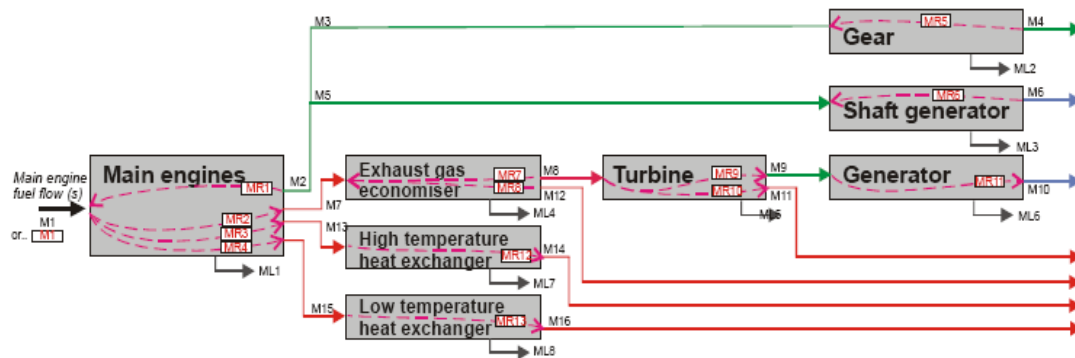 M3
MR5
M4
Gear
ML2
M5
MR6
M6
Shaft generator
ML3
Main engine
fuel flow (s)
M1
or.. M1
Main engines
MR1
M2
MR2
MR3
MR4
ML1
M7
Exhaust gas
economiser
MR7
MR8
M8
M12
ML4
Turbine
MR9
MR10
M9
M11
ML5
Generator
MR11
M10
ML6
M13
High temperature
heat exchanger
MR12
M14
ML7
M15
Low temperature
heat exchanger
MR13
M16
ML8